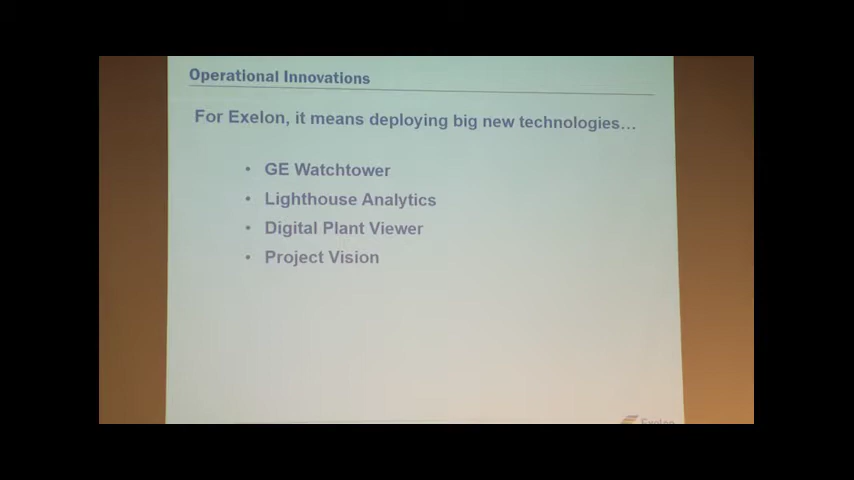 Operational Innovations
For Exelon, it means deploying big new technologies...
• GE Watchtower
• Lighthouse Analytics
• Digital Plant Viewer
• Project Vision
Exelon